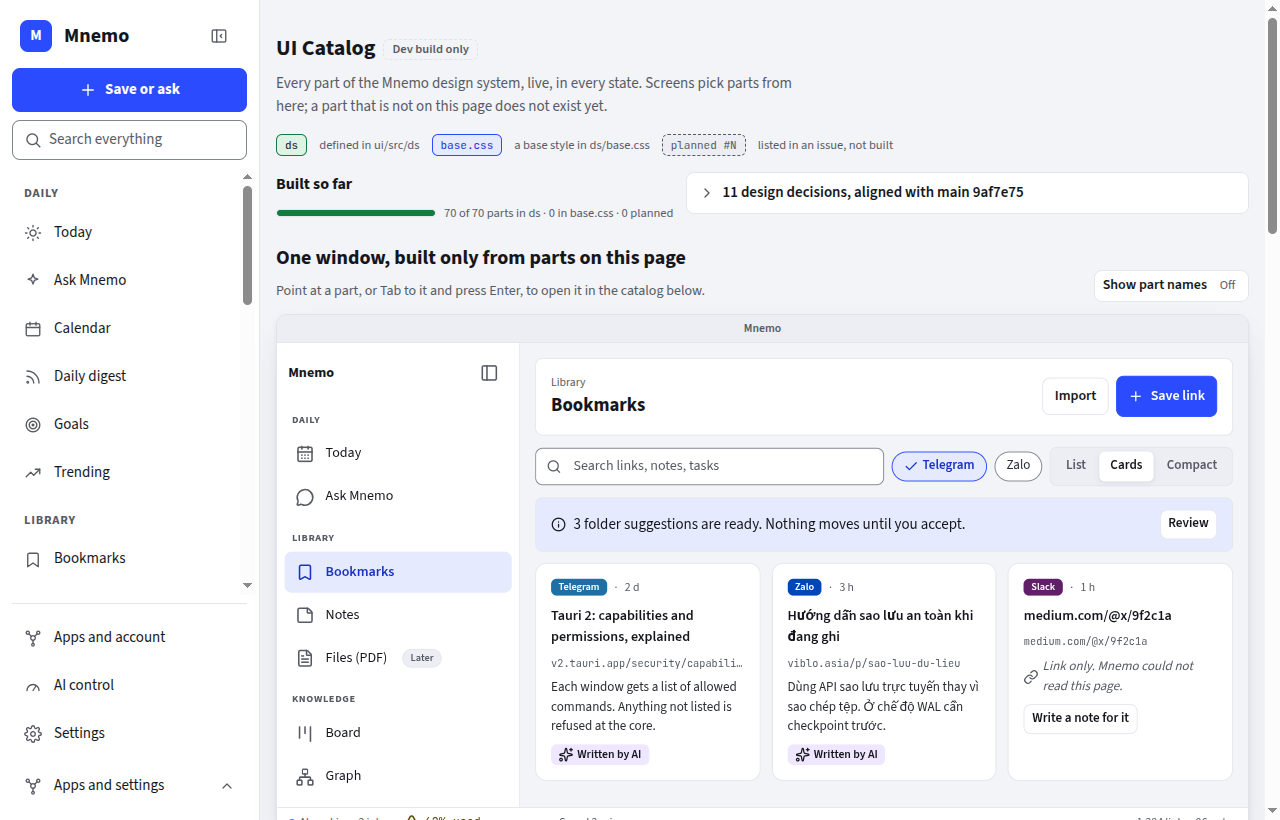 M Mnemo
Save or ask
Search everything
DAILY
Today
Ask Mnemo
Calendar
Daily digest
Goals
Trending
LIBRARY
Bookmarks
Apps and account
AI control
Settings
Apps and settings
UI Catalog Dev build only
Every part of the Mnemo design system, live, in every state. Screens pick parts from
here; a part that is not on this page does not exist yet.
ds defined in ui/src/ds base.css a base style in ds/base.css planned #N listed in an issue, not built
Built so far
70 of 70 parts in ds · 0 in base.css · 0 planned
11 design decisions, aligned with main 9af7e75
One window, built only from parts on this page
Point at a part, or Tab to it and press Enter, to open it in the catalog below.
Show part names Off
Mnemo
Mnemo
DAILY
Today
Ask Mnemo
LIBRARY
Bookmarks
Notes
Files (PDF) Later
KNOWLEDGE
Board
Graph
Library
Bookmarks
Import
Save link
Search links, notes, tasks
Telegram
Zalo
List Cards Compact
3 folder suggestions are ready. Nothing moves until you accept.
Review
Telegram · 2 d
Tauri 2: capabilities and
permissions, explained
v2.tauri.app/security/capabili…
Each window gets a list of allowed
commands. Anything not listed is
refused at the core.
Written by AI
Zalo · 3 h
Hướng dẫn sao lưu an toàn khi
đang ghi
viblo.asia/p/sao-luu-du-lieu
Dùng API sao lưu trực tuyến thay vì
sao chép tệp. Ở chế độ WAL cần
checkpoint trước.
Written by AI
Slack · 1 h
medium.com/@x/9f2c1a
medium.com/@x/9f2c1a
Link only. Mnemo could not
read this page.
Write a note for it